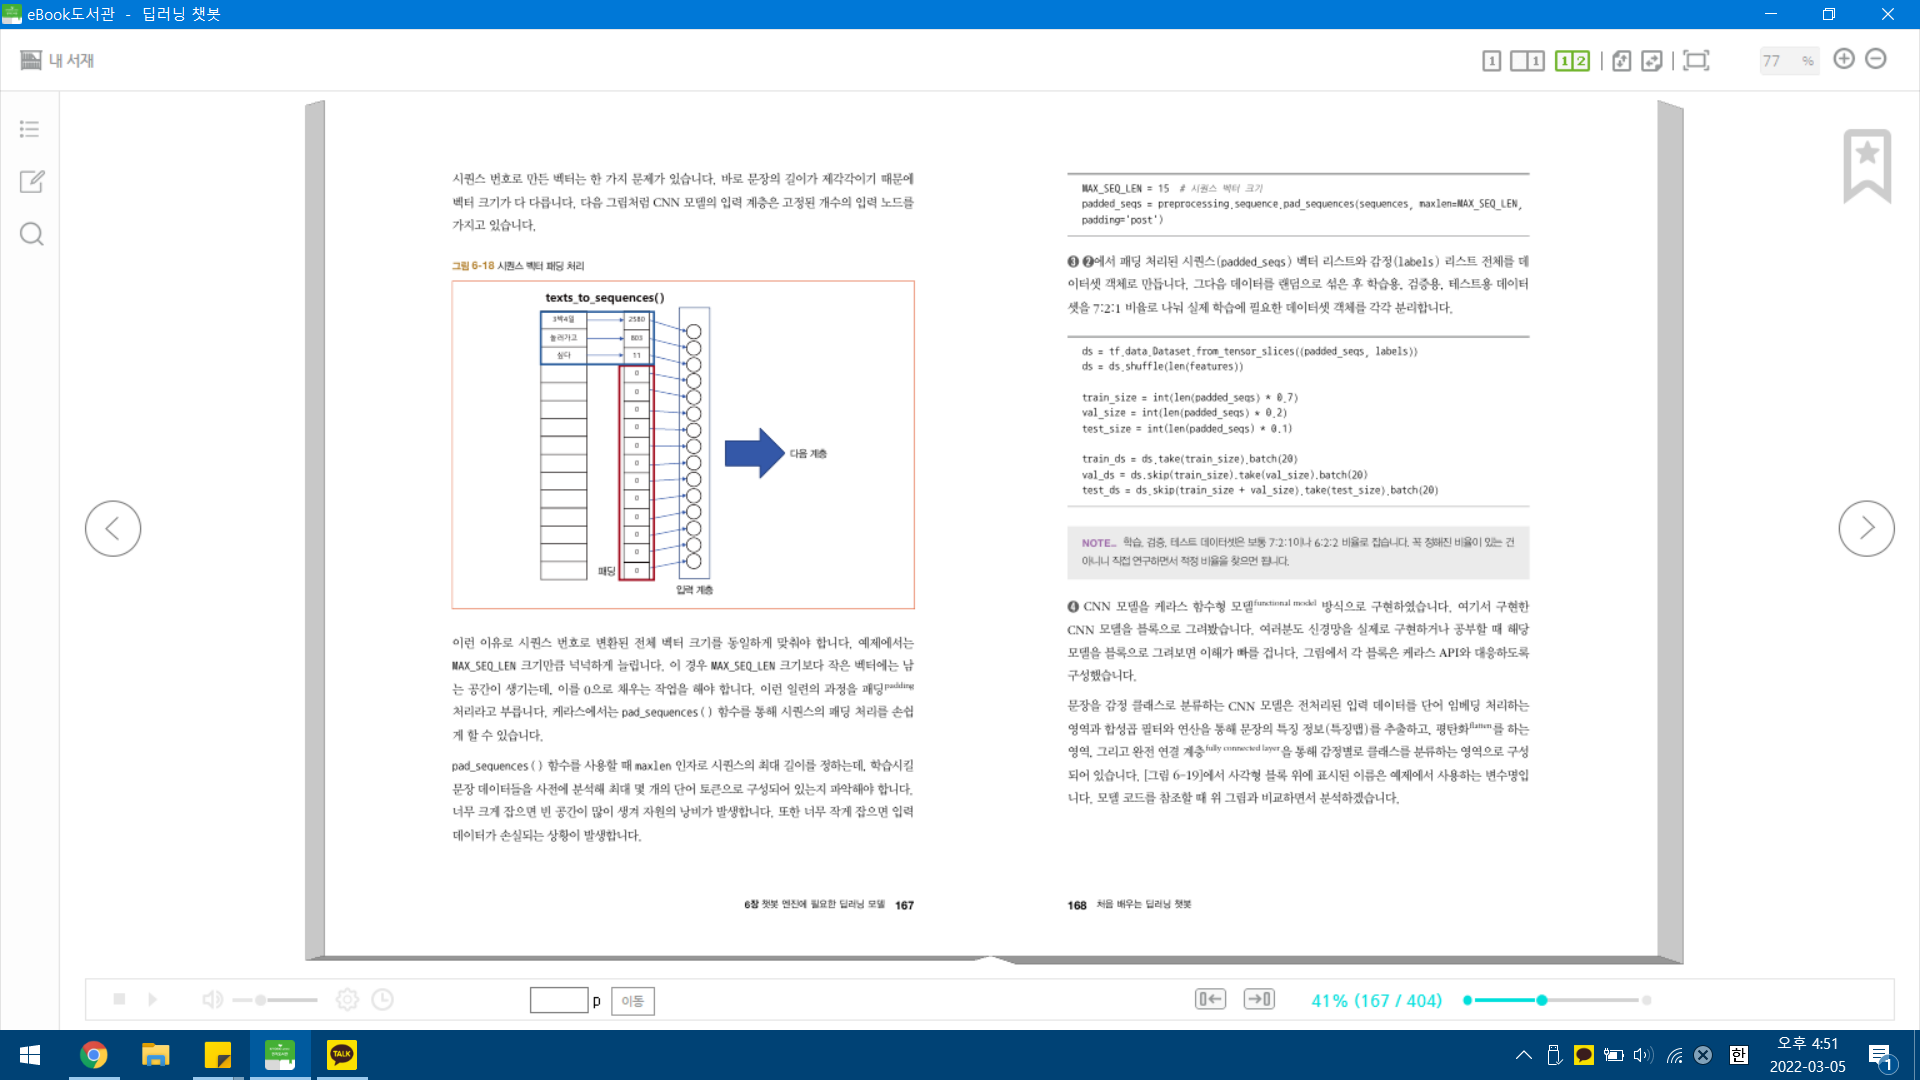 eBook도서관 - 딥러닝 챗봇
내 서재
1 1 1 2 77 %
시퀀스 번호로 만든 벡터는 한 가지 문제가 있습니다. 바로 문장의 길이가 제각각이기 때문에
벡터 크기가 다 다릅니다. 다음 그림처럼 CNN 모델의 입력 계층은 고정된 개수의 입력 노드를
가지고 있습니다.
그림 6-18 시퀀스 벡터 패딩 처리
texts_to_sequences()
3박4일 2580
놀러가고 803
싶다 11
0
0
0
0
0
0
0
0
0
0
0
0
다음 계층
패딩
입력 계층
이런 이유로 시퀀스 번호로 변환된 전체 벡터 크기를 동일하게 맞춰야 합니다. 예제에서는
MAX_SEQ_LEN 크기만큼 넉넉하게 늘립니다. 이 경우 MAX_SEQ_LEN 크기보다 작은 벡터에는 남
는 공간이 생기는데, 이를 0으로 채우는 작업을 해야 합니다. 이런 일련의 과정을 패딩padding
처리라고 부릅니다. 케라스에서는 pad_sequences() 함수를 통해 시퀀스의 패딩 처리를 손쉽
게 할 수 있습니다.
pad_sequences() 함수를 사용할 때 maxlen 인자로 시퀀스의 최대 길이를 정하는데, 학습시킬
문장 데이터들을 사전에 분석해 최대 몇 개의 단어 토큰으로 구성되어 있는지 파악해야 합니다.
너무 크게 잡으면 빈 공간이 많이 생겨 자원의 낭비가 발생합니다. 또한 너무 작게 잡으면 입력
데이터가 손실되는 상황이 발생합니다.
6장 챗봇 엔진에 필요한 딥러닝 모델 167
MAX_SEQ_LEN = 15 # 시퀀스 벡터 크기
padded_seqs = preprocessing.sequence.pad_sequences(sequences, maxlen=MAX_SEQ_LEN,
padding='post')
❸ ❷에서 패딩 처리된 시퀀스(padded_seqs) 벡터 리스트와 감정(labels) 리스트 전체를 데
이터셋 객체로 만듭니다. 그다음 데이터를 랜덤으로 섞은 후 학습용, 검증용, 테스트용 데이터
셋을 7:2:1 비율로 나눠 실제 학습에 필요한 데이터셋 객체를 각각 분리합니다.
ds = tf.data.Dataset.from_tensor_slices((padded_seqs, labels))
ds = ds.shuffle(len(features))
train_size = int(len(padded_seqs) * 0.7)
val_size = int(len(padded_seqs) * 0.2)
test_size = int(len(padded_seqs) * 0.1)
train_ds = ds.take(train_size).batch(20)
val_ds = ds.skip(train_size).take(val_size).batch(20)
test_ds = ds.skip(train_size + val_size).take(test_size).batch(20)
NOTE_ 학습, 검증, 테스트 데이터셋은 보통 7:2:1이나 6:2:2 비율로 잡습니다. 꼭 정해진 비율이 있는 건
아니니 직접 연구하면서 적정 비율을 찾으면 됩니다.
❹ CNN 모델을 케라스 함수형 모델functional model 방식으로 구현하였습니다. 여기서 구현한
CNN 모델을 블록으로 그려봤습니다. 여러분도 신경망을 실제로 구현하거나 공부할 때 해당
모델을 블록으로 그려보면 이해가 빠를 겁니다. 그림에서 각 블록은 케라스 API와 대응하도록
구성했습니다.
문장을 감정 클래스로 분류하는 CNN 모델은 전처리된 입력 데이터를 단어 임베딩 처리하는
영역과 합성곱 필터와 연산을 통해 문장의 특징 정보(특징맵)를 추출하고, 평탄화flatten를 하는
영역, 그리고 완전 연결 계층fully connected layer을 통해 감정별로 클래스를 분류하는 영역으로 구성
되어 있습니다. [그림 6-19]에서 사각형 블록 위에 표시된 이름은 예제에서 사용하는 변수명입
니다. 모델 코드를 참조할 때 위 그림과 비교하면서 분석하겠습니다.
168 처음 배우는 딥러닝 챗봇
p 이동
41% (167 / 404)
TALK
한
오후 4:51
2022-03-05
1